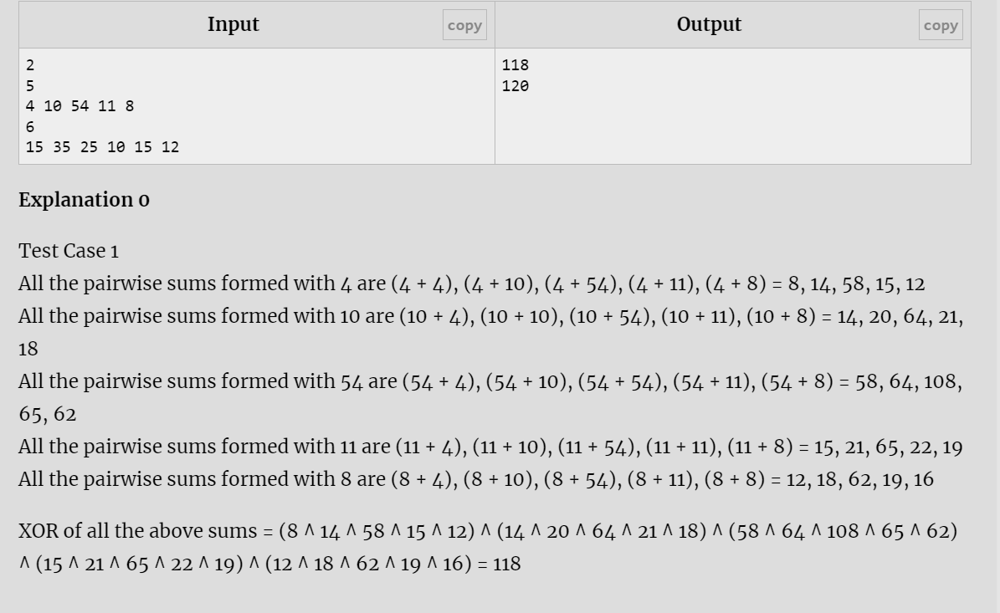 Input copy Output copy
2 118
5 120
4 10 54 11 8
6
15 35 25 10 15 12
Explanation 0
Test Case 1
All the pairwise sums formed with 4 are (4 + 4), (4 + 10), (4 + 54), (4 + 11), (4 + 8) = 8, 14, 58, 15, 12
All the pairwise sums formed with 10 are (10 + 4), (10 + 10), (10 + 54), (10 + 11), (10 + 8) = 14, 20, 64, 21,
18
All the pairwise sums formed with 54 are (54 + 4), (54 + 10), (54 + 54), (54 + 11), (54 + 8) = 58, 64, 108,
65, 62
All the pairwise sums formed with 11 are (11 + 4), (11 + 10), (11 + 54), (11 + 11), (11 + 8) = 15, 21, 65, 22, 19
All the pairwise sums formed with 8 are (8 + 4), (8 + 10), (8 + 54), (8 + 11), (8 + 8) = 12, 18, 62, 19, 16
XOR of all the above sums = (8 ^ 14 ^ 58 ^ 15 ^ 12) ^ (14 ^ 20 ^ 64 ^ 21 ^ 18) ^ (58 ^ 64 ^ 108 ^ 65 ^ 62)
^ (15 ^ 21 ^ 65 ^ 22 ^ 19) ^ (12 ^ 18 ^ 62 ^ 19 ^ 16) = 118